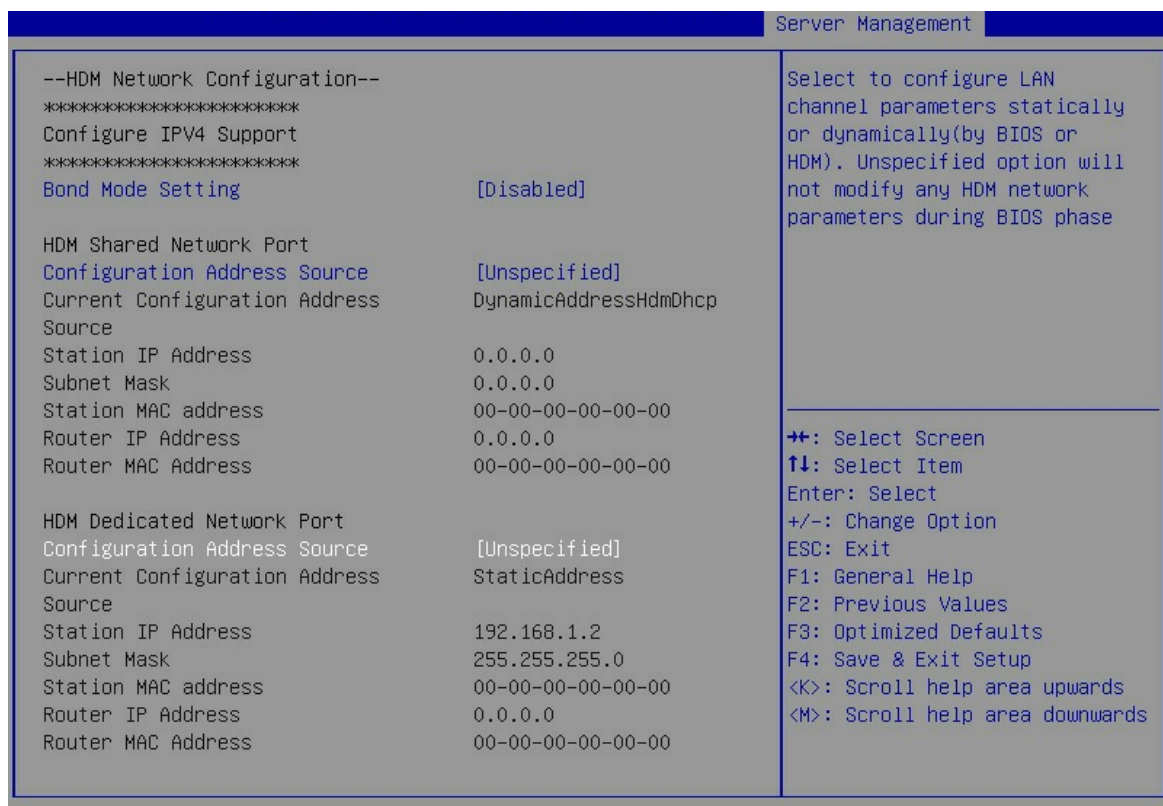 Server Management
--HDM Network Configuration--
**********************
Configure IPV4 Support
**********************
Bond Mode Setting [Disabled]
HDM Shared Network Port
Configuration Address Source [Unspecified]
Current Configuration Address DynamicAddressHdmDhcp
Source
Station IP Address 0.0.0.0
Subnet Mask 0.0.0.0
Station MAC address 00-00-00-00-00-00
Router IP Address 0.0.0.0
Router MAC Address 00-00-00-00-00-00
HDM Dedicated Network Port
Configuration Address Source [Unspecified]
Current Configuration Address StaticAddress
Source
Station IP Address 192.168.1.2
Subnet Mask 255.255.255.0
Station MAC address 00-00-00-00-00-00
Router IP Address 0.0.0.0
Router MAC Address 00-00-00-00-00-00
Select to configure LAN
channel parameters statically
or dynamically(by BIOS or
HDM). Unspecified option will
not modify any HDM network
parameters during BIOS phase
→←: Select Screen
↑↓: Select Item
Enter: Select
+/-: Change Option
ESC: Exit
F1: General Help
F2: Previous Values
F3: Optimized Defaults
F4: Save & Exit Setup
<K>: Scroll help area upwards
<M>: Scroll help area downwards